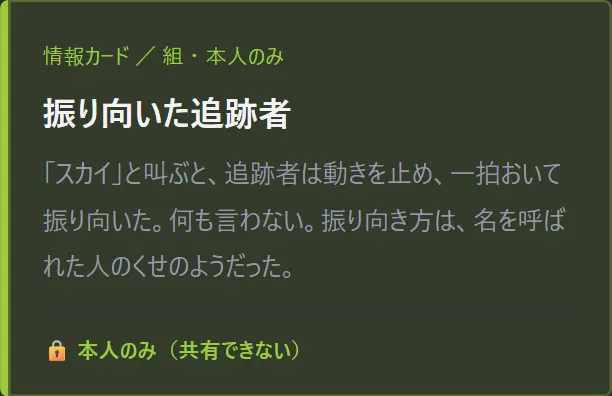 情報カード ／ 組・本人のみ
振り向いた追跡者
「スカイ」と叫ぶと、追跡者は動きを止め、一拍おいて
振り向いた。何も言わない。振り向き方は、名を呼ば
れた人のくせのようだった。
🔒 本人のみ（共有できない）